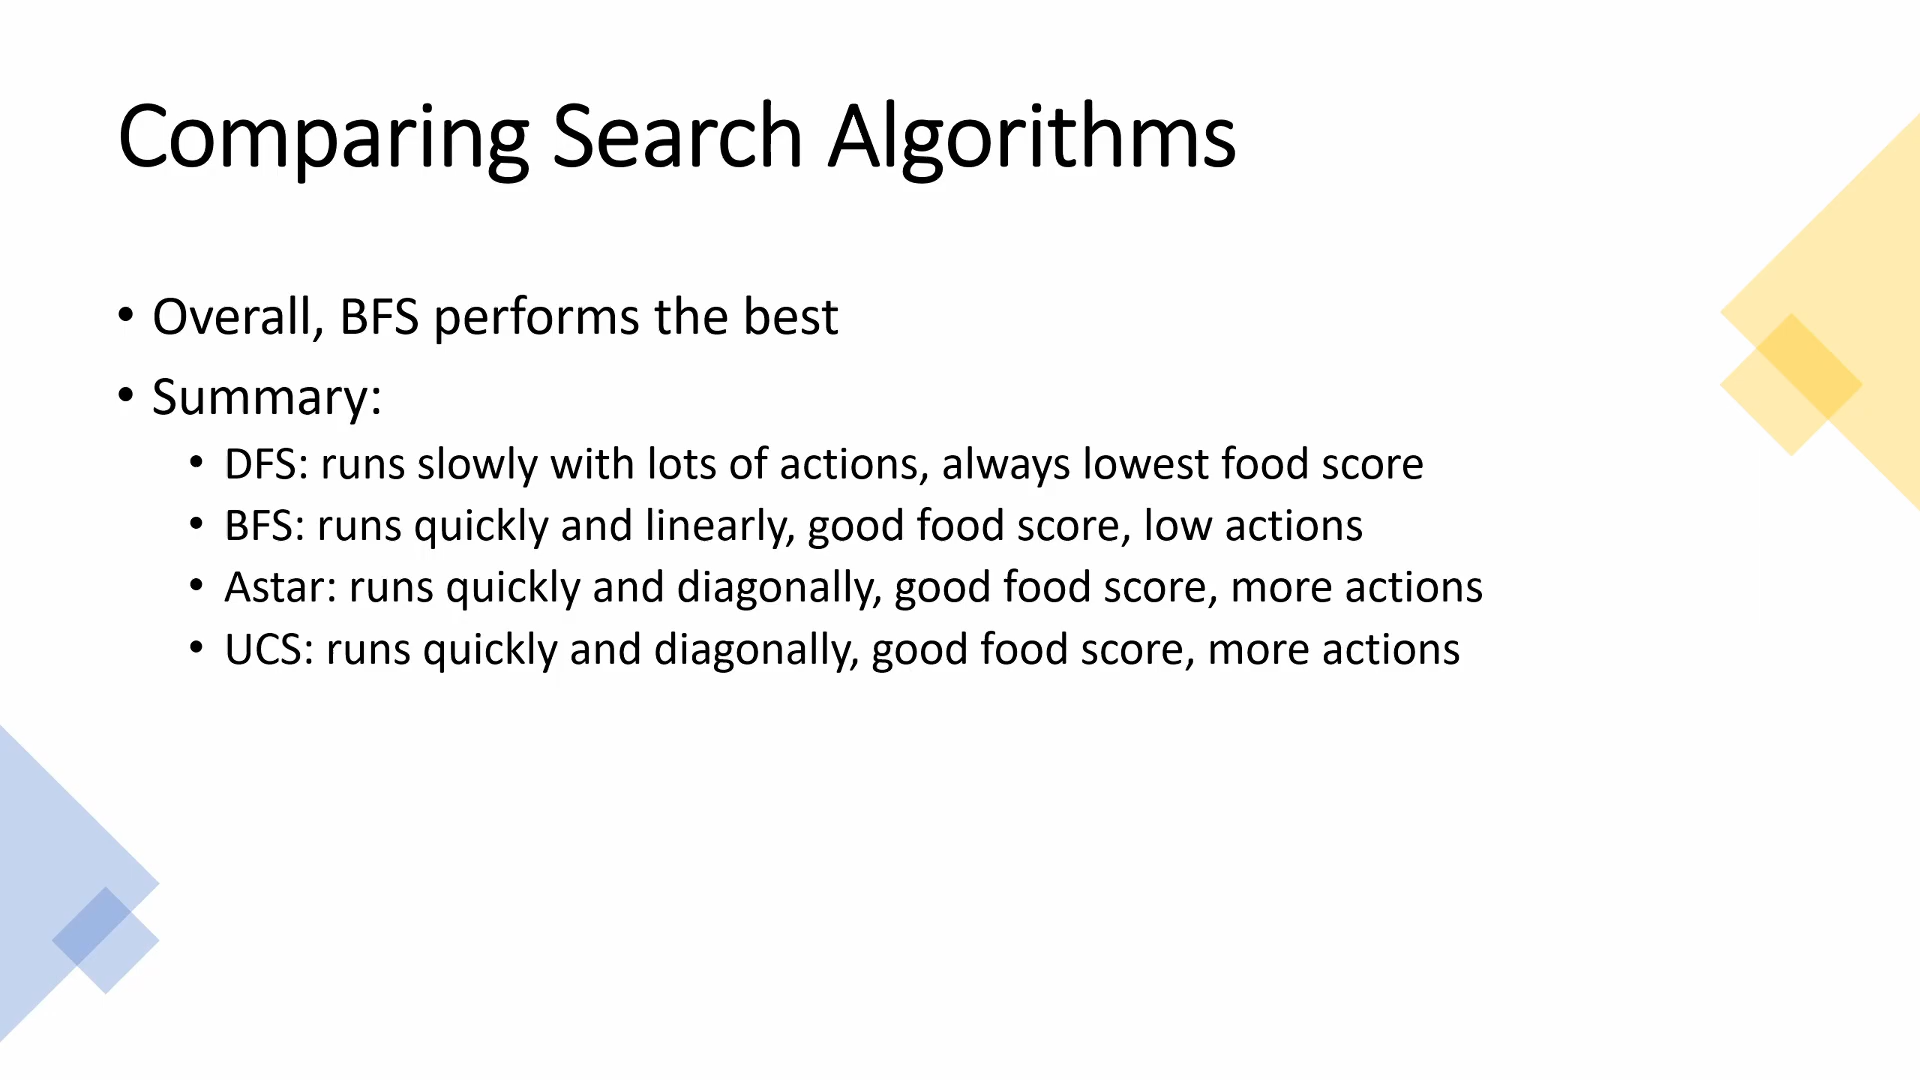 Comparing Search Algorithms
• Overall, BFS performs the best
• Summary:
• DFS: runs slowly with lots of actions, always lowest food score
• BFS: runs quickly and linearly, good food score, low actions
• Astar: runs quickly and diagonally, good food score, more actions
• UCS: runs quickly and diagonally, good food score, more actions